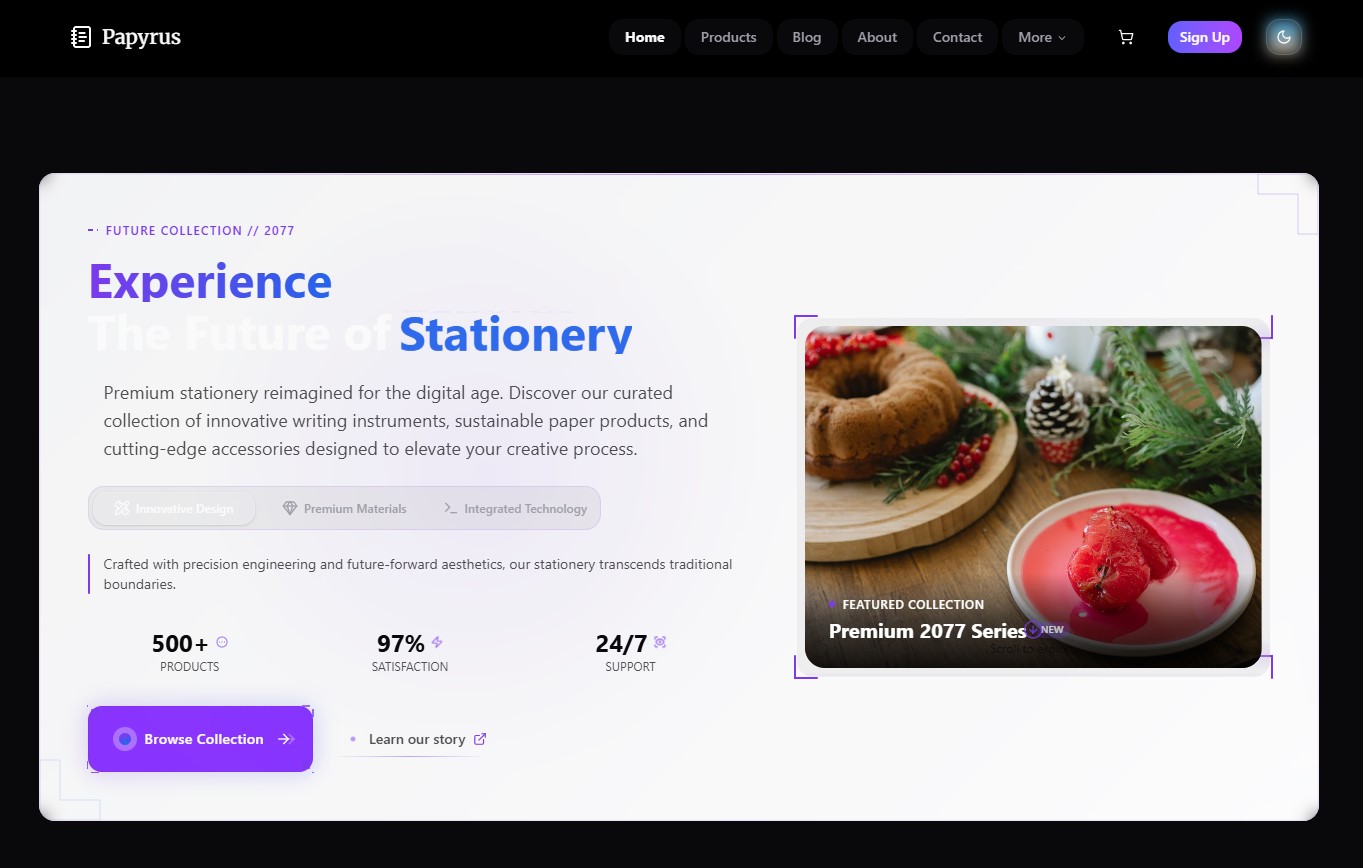 Papyrus
Home
Products
Blog
About
Contact
More
Sign Up
FUTURE COLLECTION // 2077
Experience
The Future of Stationery
Premium stationery reimagined for the digital age. Discover our curated
collection of innovative writing instruments, sustainable paper products, and
cutting-edge accessories designed to elevate your creative process.
Innovative Design
Premium Materials
Integrated Technology
Crafted with precision engineering and future-forward aesthetics, our stationery transcends traditional
boundaries.
500+
PRODUCTS
97%
SATISFACTION
24/7
SUPPORT
Browse Collection
Learn our story
FEATURED COLLECTION
Premium 2077 Series
NEW
Scroll to